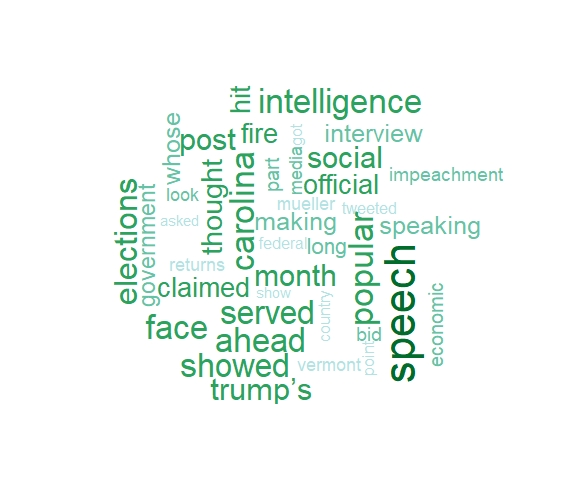 hit
intelligence
whose
post
fire
got
interview
social
thought
carolina
part
media
official
impeachment
look
elections
government
mueller
tweeted
asked
making
popular
speaking
federal
long
returns
month
speech
claimed
show
economic
served
country
face
ahead
bid
point
showed
vermont
trump’s